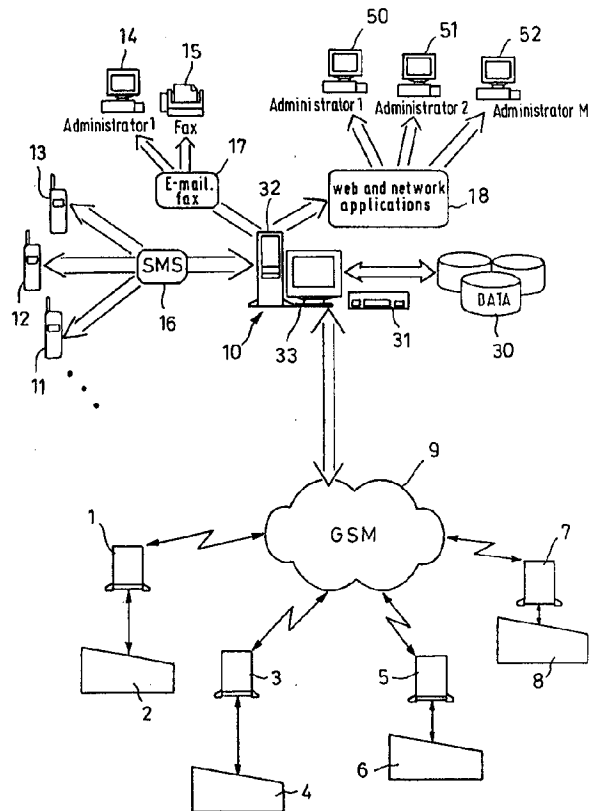 50
51
52
14
15
Administrator 1
Fax
Administrator 1
Administrator 2
Administrator M
17
13
E-mail.
fax
32
web and network
applications
18
SMS
12
16
DATA
11
10
33
31
30
9
GSM
1
7
3
5
8
2
6
4